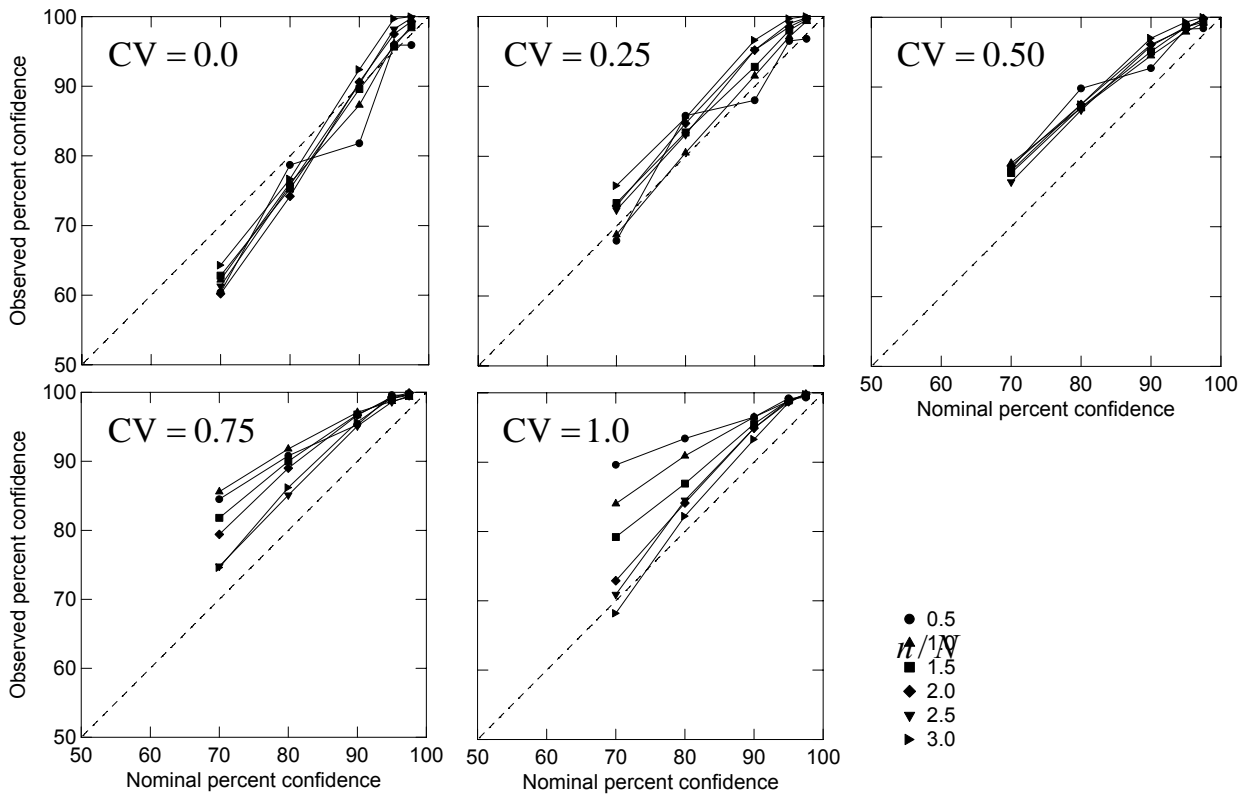 100
90
80
70
60
50
Observed percent confidence
CV = 0.0
CV = 0.25
CV = 0.50
50 60 70 80 90 100
Nominal percent confidence
100
90
80
70
60
50
Observed percent confidence
CV = 0.75
CV = 1.0
50 60 70 80 90 100
Nominal percent confidence
50 60 70 80 90 100
Nominal percent confidence
n / N
0.5
1.0
1.5
2.0
2.5
3.0